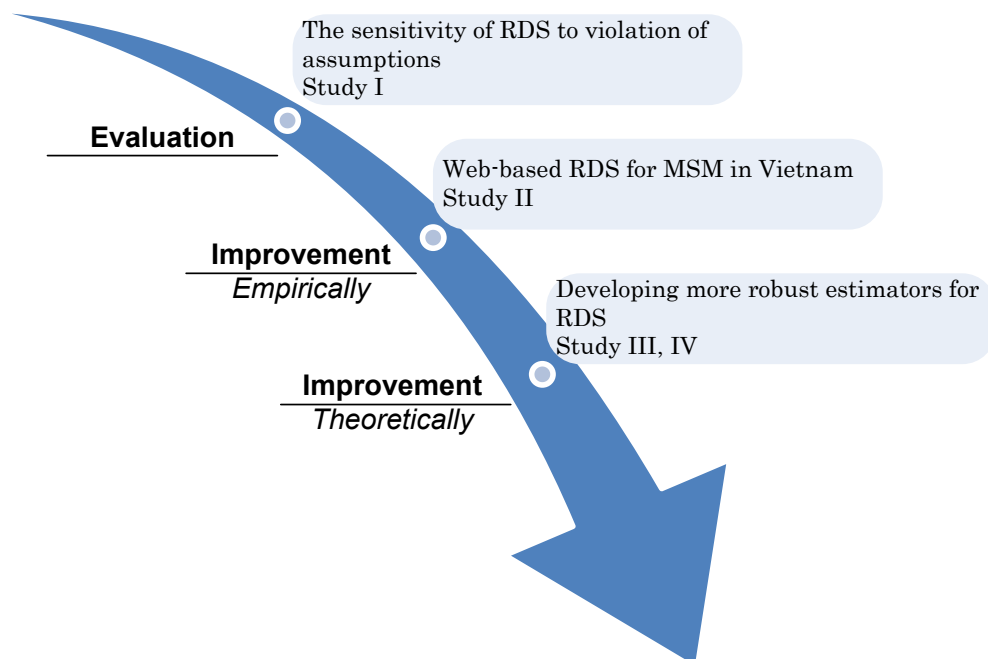 The sensitivity of RDS to violation of
assumptions
Study I
Evaluation
Web-based RDS for MSM in Vietnam
Study II
Improvement
Empirically
Developing more robust estimators for
RDS
Study III, IV
Improvement
Theoretically